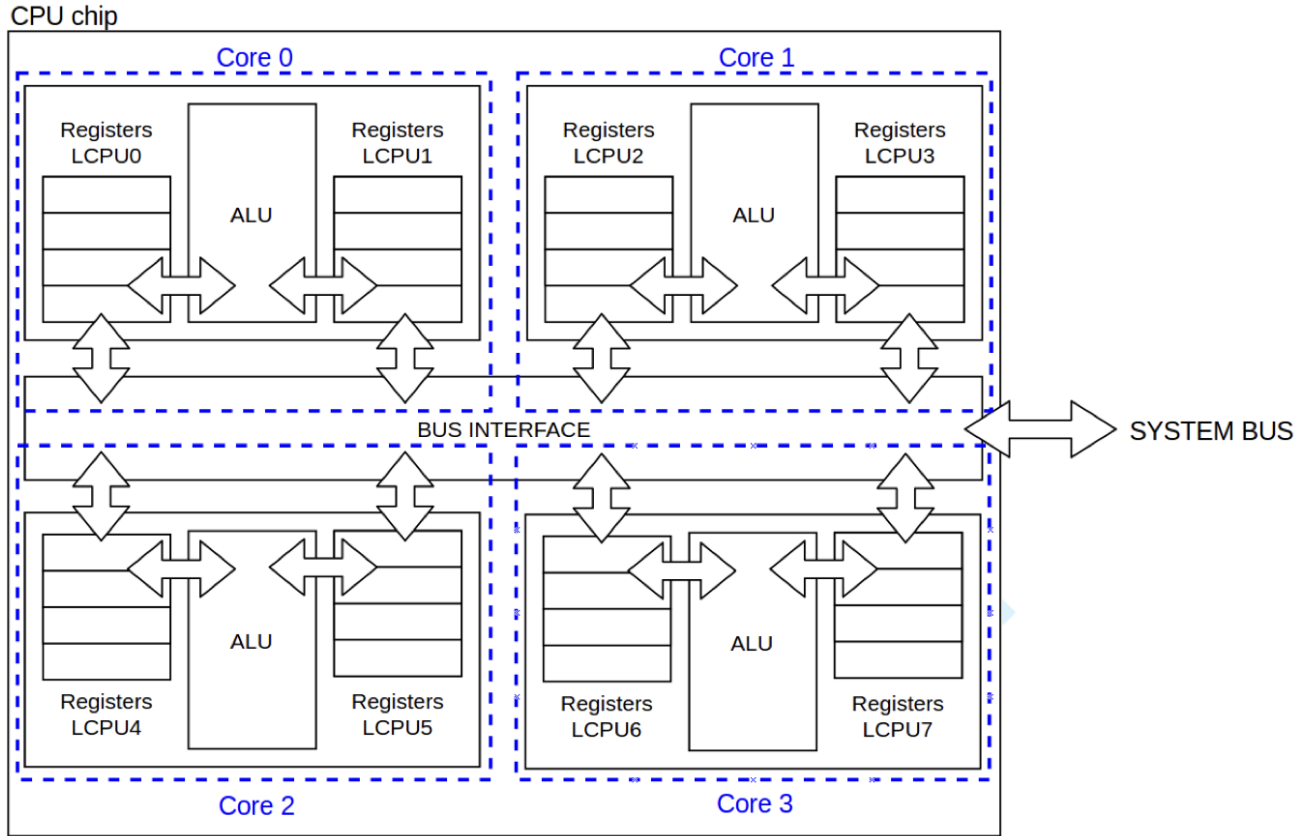 CPU chip
Core 0
Core 1
Registers
LCPU0
ALU
Registers
LCPU1
Registers
LCPU2
ALU
Registers
LCPU3
BUS INTERFACE
SYSTEM BUS
ALU
Registers
LCPU4
Registers
LCPU5
ALU
Registers
LCPU6
Registers
LCPU7
Core 2
Core 3